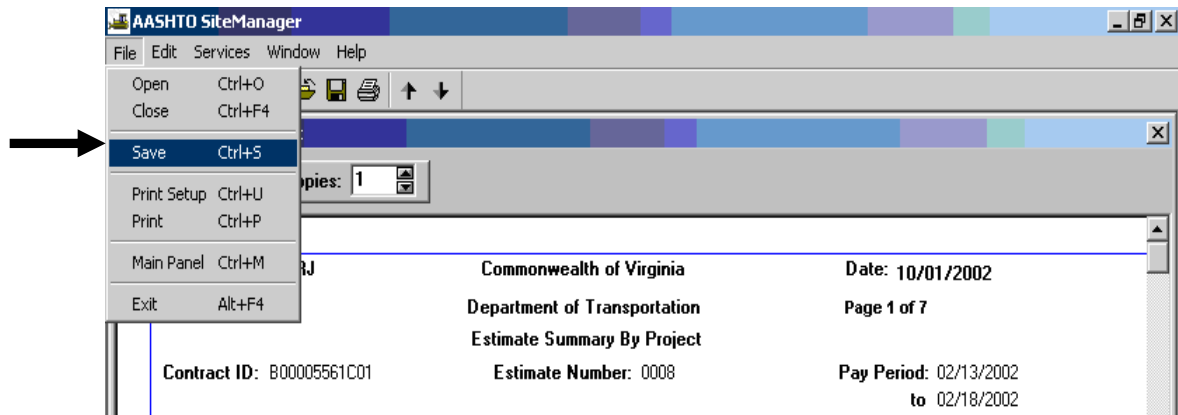 AASHTO SiteManager
File Edit Services Window Help
Open Ctrl+O
Close Ctrl+F4
Save Ctrl+S
opies: 1
Print Setup Ctrl+U
Print Ctrl+P
Main Panel Ctrl+M
Exit Alt+F4
RJ Commonwealth of Virginia Date: 10/01/2002
Department of Transportation Page 1 of 7
Estimate Summary By Project
Contract ID: B00005561C01 Estimate Number: 0008 Pay Period: 02/13/2002
to 02/18/2002